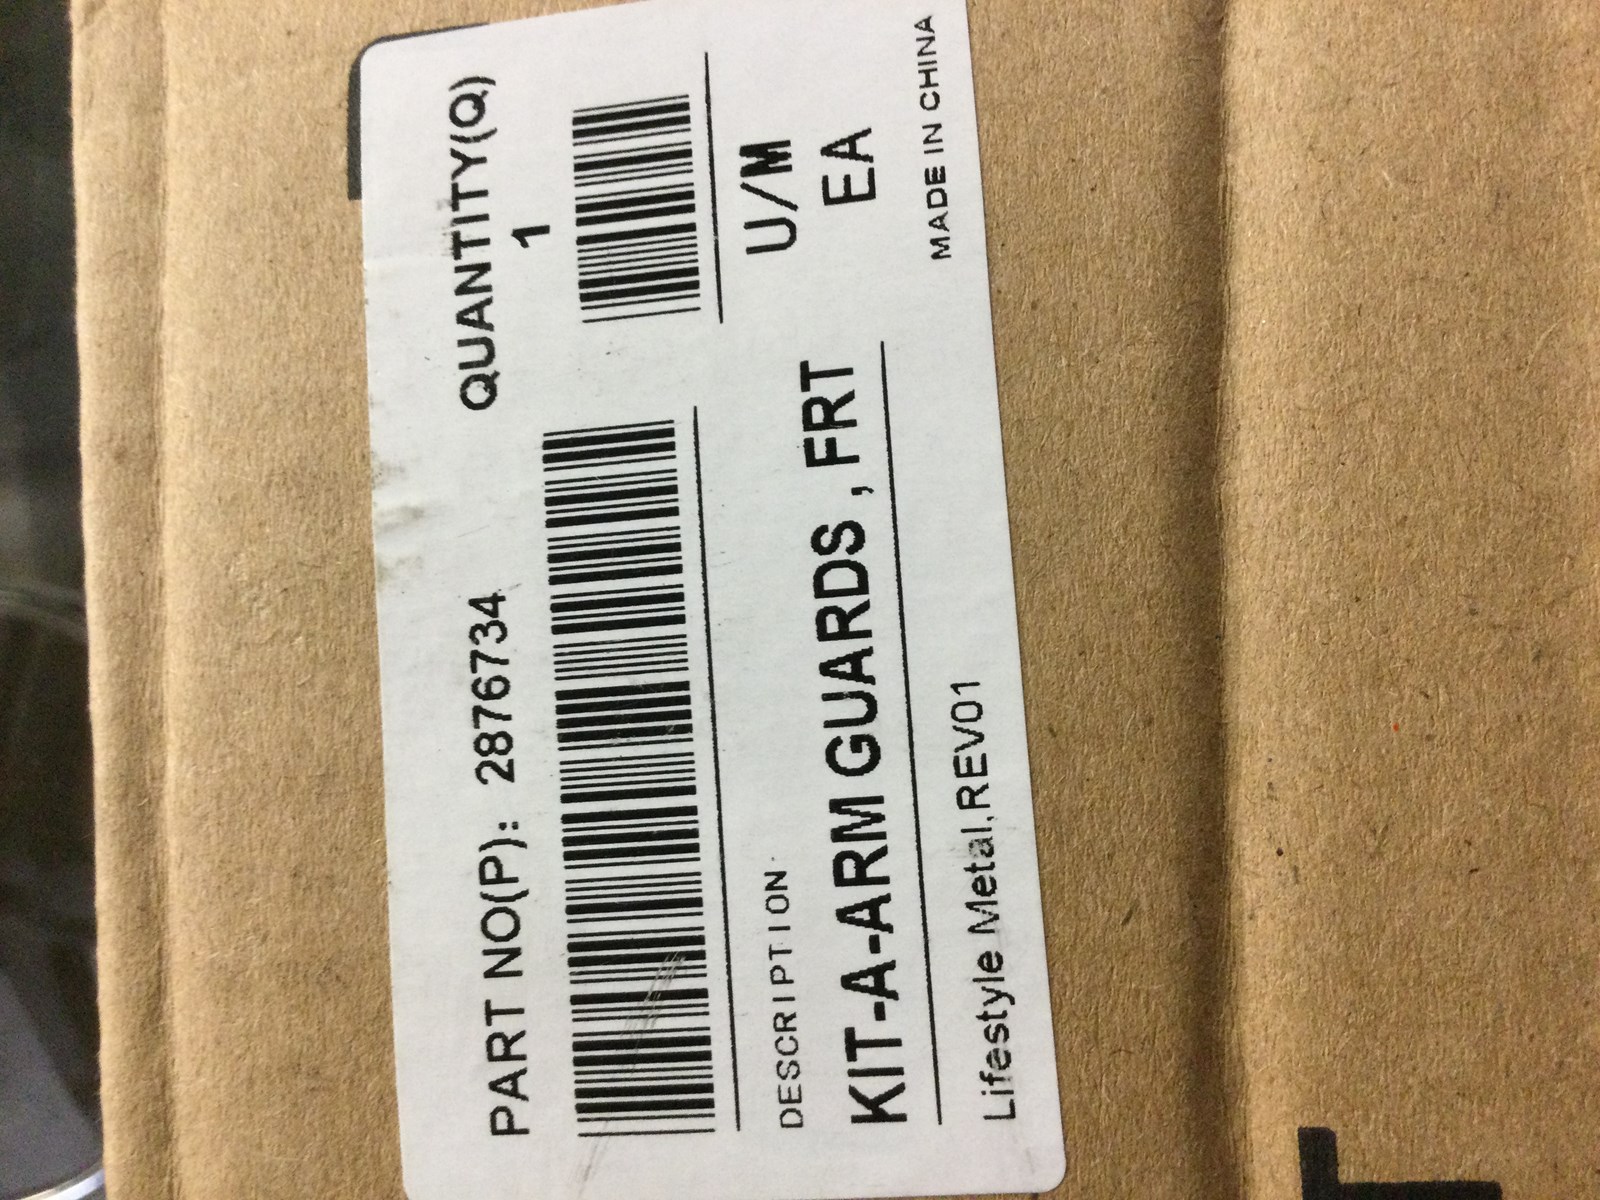 PART NO(P): 2876734
QUANTITY(Q)
1
DESCRIPTION
KIT-A-ARM GUARDS, FRT
U/M
EA
Lifestyle Metal,REV01
MADE IN CHINA